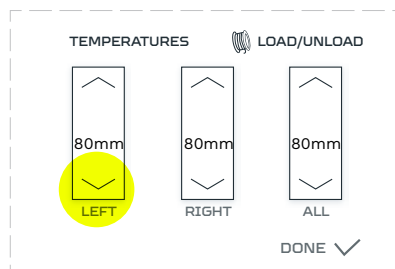 TEMPERATURES LOAD/UNLOAD
80mm 80mm 80mm
LEFT RIGHT ALL
DONE